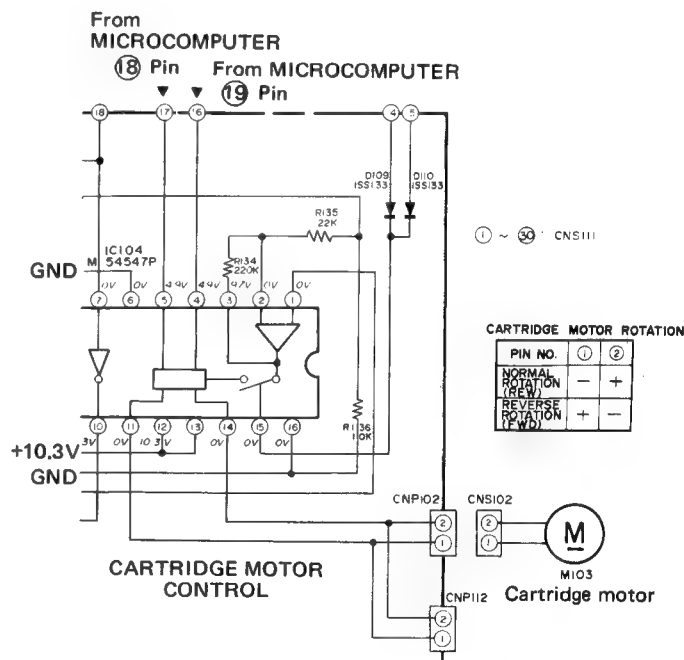 From
MICROCOMPUTER
18 Pin
From MICROCOMPUTER
19 Pin
18
17
16
4
5
D109
1SS133
D110
1SS133
R135
22K
1 ~ 30 CNS111
IC104
M 54547P
GND
R134
220K
0V
0V
4.9V
4.9V
9.7V
0V
0V
7
6
5
4
3
2
1
CARTRIDGE MOTOR ROTATION
PIN NO. 1 2
NORMAL
ROTATION
(REW) − +
REVERSE
ROTATION
(FWD) + −
R136
10
11
12
13
14
15
16
3V
0V
10.3V
0V
0V
0V
+10.3V
GND
CNP102
CNS102
2
1
2
1
M
M103
Cartridge motor
CARTRIDGE MOTOR
CONTROL
CNP112
2
1